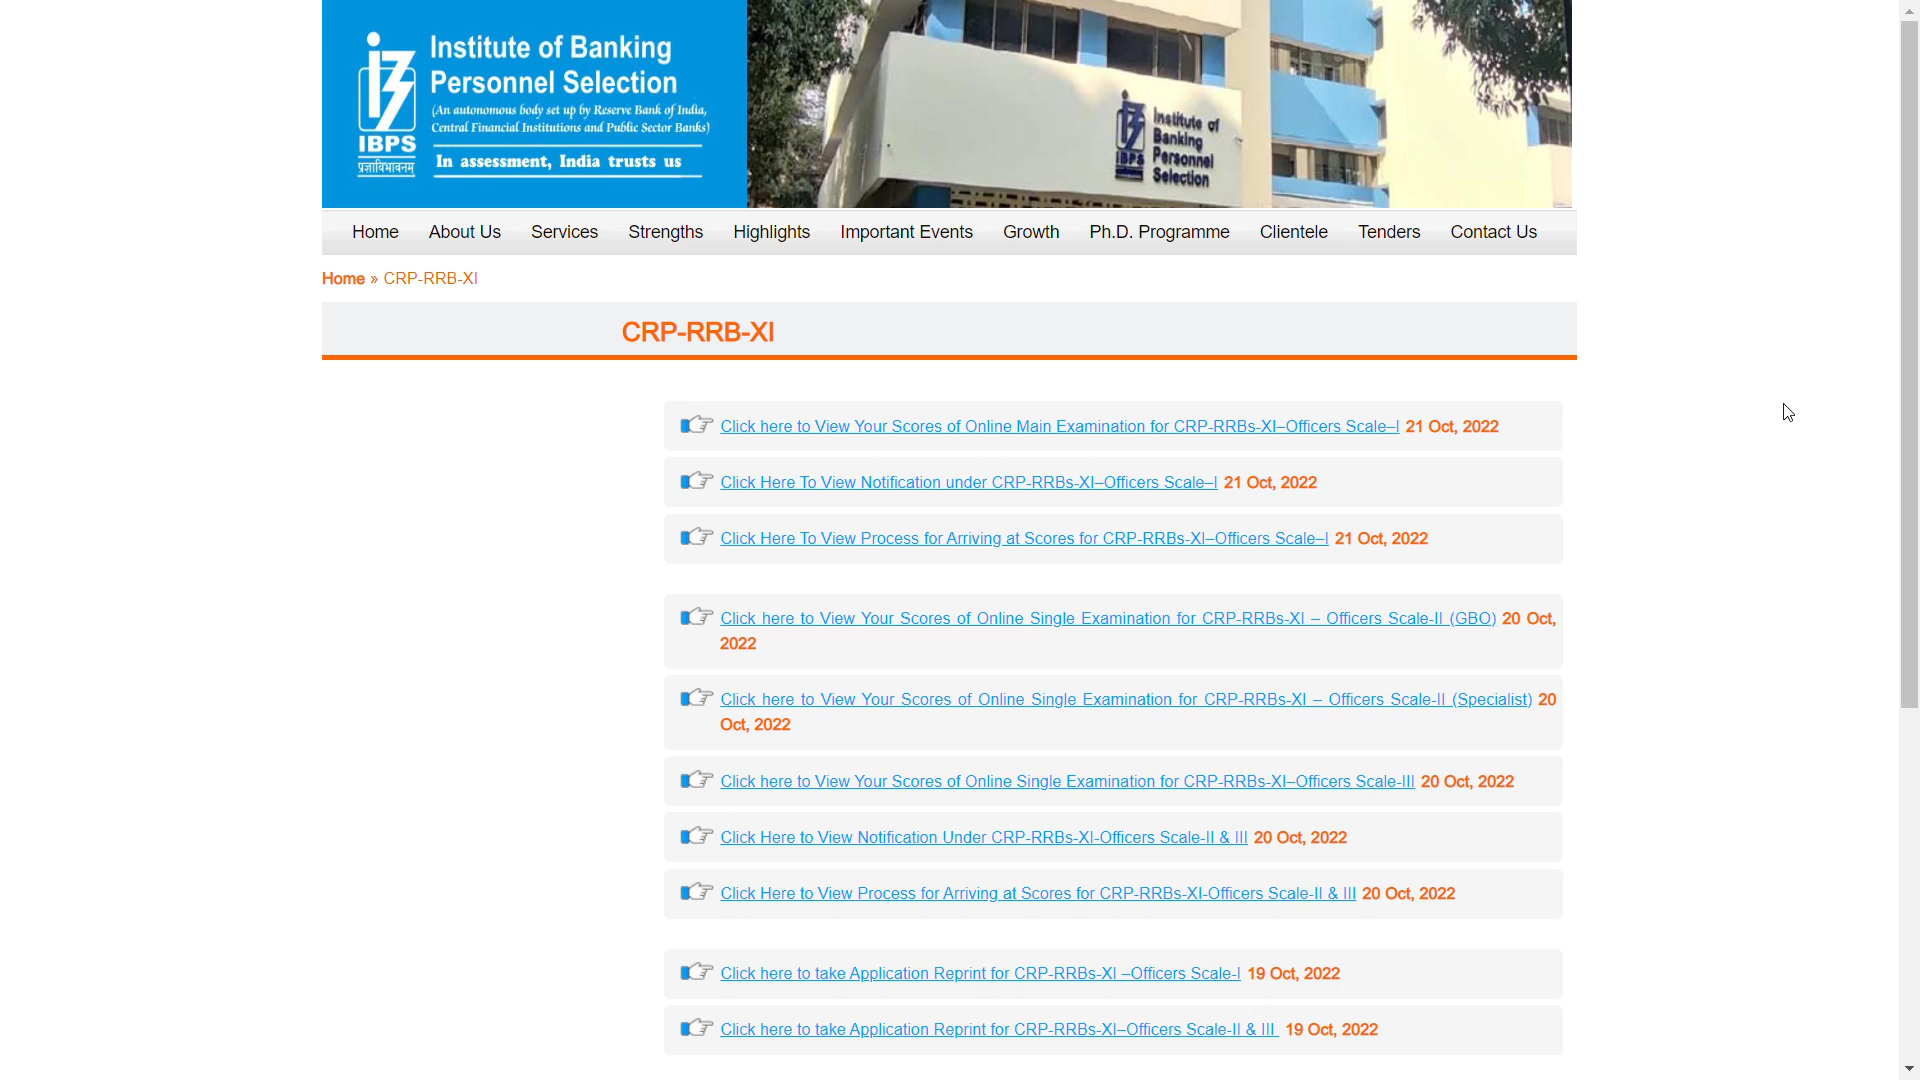 Institute of Banking
Personnel Selection
(An autonomous body set up by Reserve Bank of India,
Central Financial Institutions and Public Sector Banks)
IBPS
प्रज्ञाविभावनम्
In assessment, India trusts us
Institute of
Banking
Personnel
Selection
IBPS
Home About Us Services Strengths Highlights Important Events Growth Ph.D. Programme Clientele Tenders Contact Us
Home » CRP-RRB-XI
CRP-RRB-XI
Click here to View Your Scores of Online Main Examination for CRP-RRBs-XI–Officers Scale–I 21 Oct, 2022
Click Here To View Notification under CRP-RRBs-XI–Officers Scale–I 21 Oct, 2022
Click Here To View Process for Arriving at Scores for CRP-RRBs-XI–Officers Scale–I 21 Oct, 2022
Click here to View Your Scores of Online Single Examination for CRP-RRBs-XI – Officers Scale-II (GBO) 20 Oct,
2022
Click here to View Your Scores of Online Single Examination for CRP-RRBs-XI – Officers Scale-II (Specialist) 20
Oct, 2022
Click here to View Your Scores of Online Single Examination for CRP-RRBs-XI–Officers Scale-III 20 Oct, 2022
Click Here to View Notification Under CRP-RRBs-XI-Officers Scale-II & III 20 Oct, 2022
Click Here to View Process for Arriving at Scores for CRP-RRBs-XI-Officers Scale-II & III 20 Oct, 2022
Click here to take Application Reprint for CRP-RRBs-XI –Officers Scale-I 19 Oct, 2022
Click here to take Application Reprint for CRP-RRBs-XI–Officers Scale-II & III 19 Oct, 2022